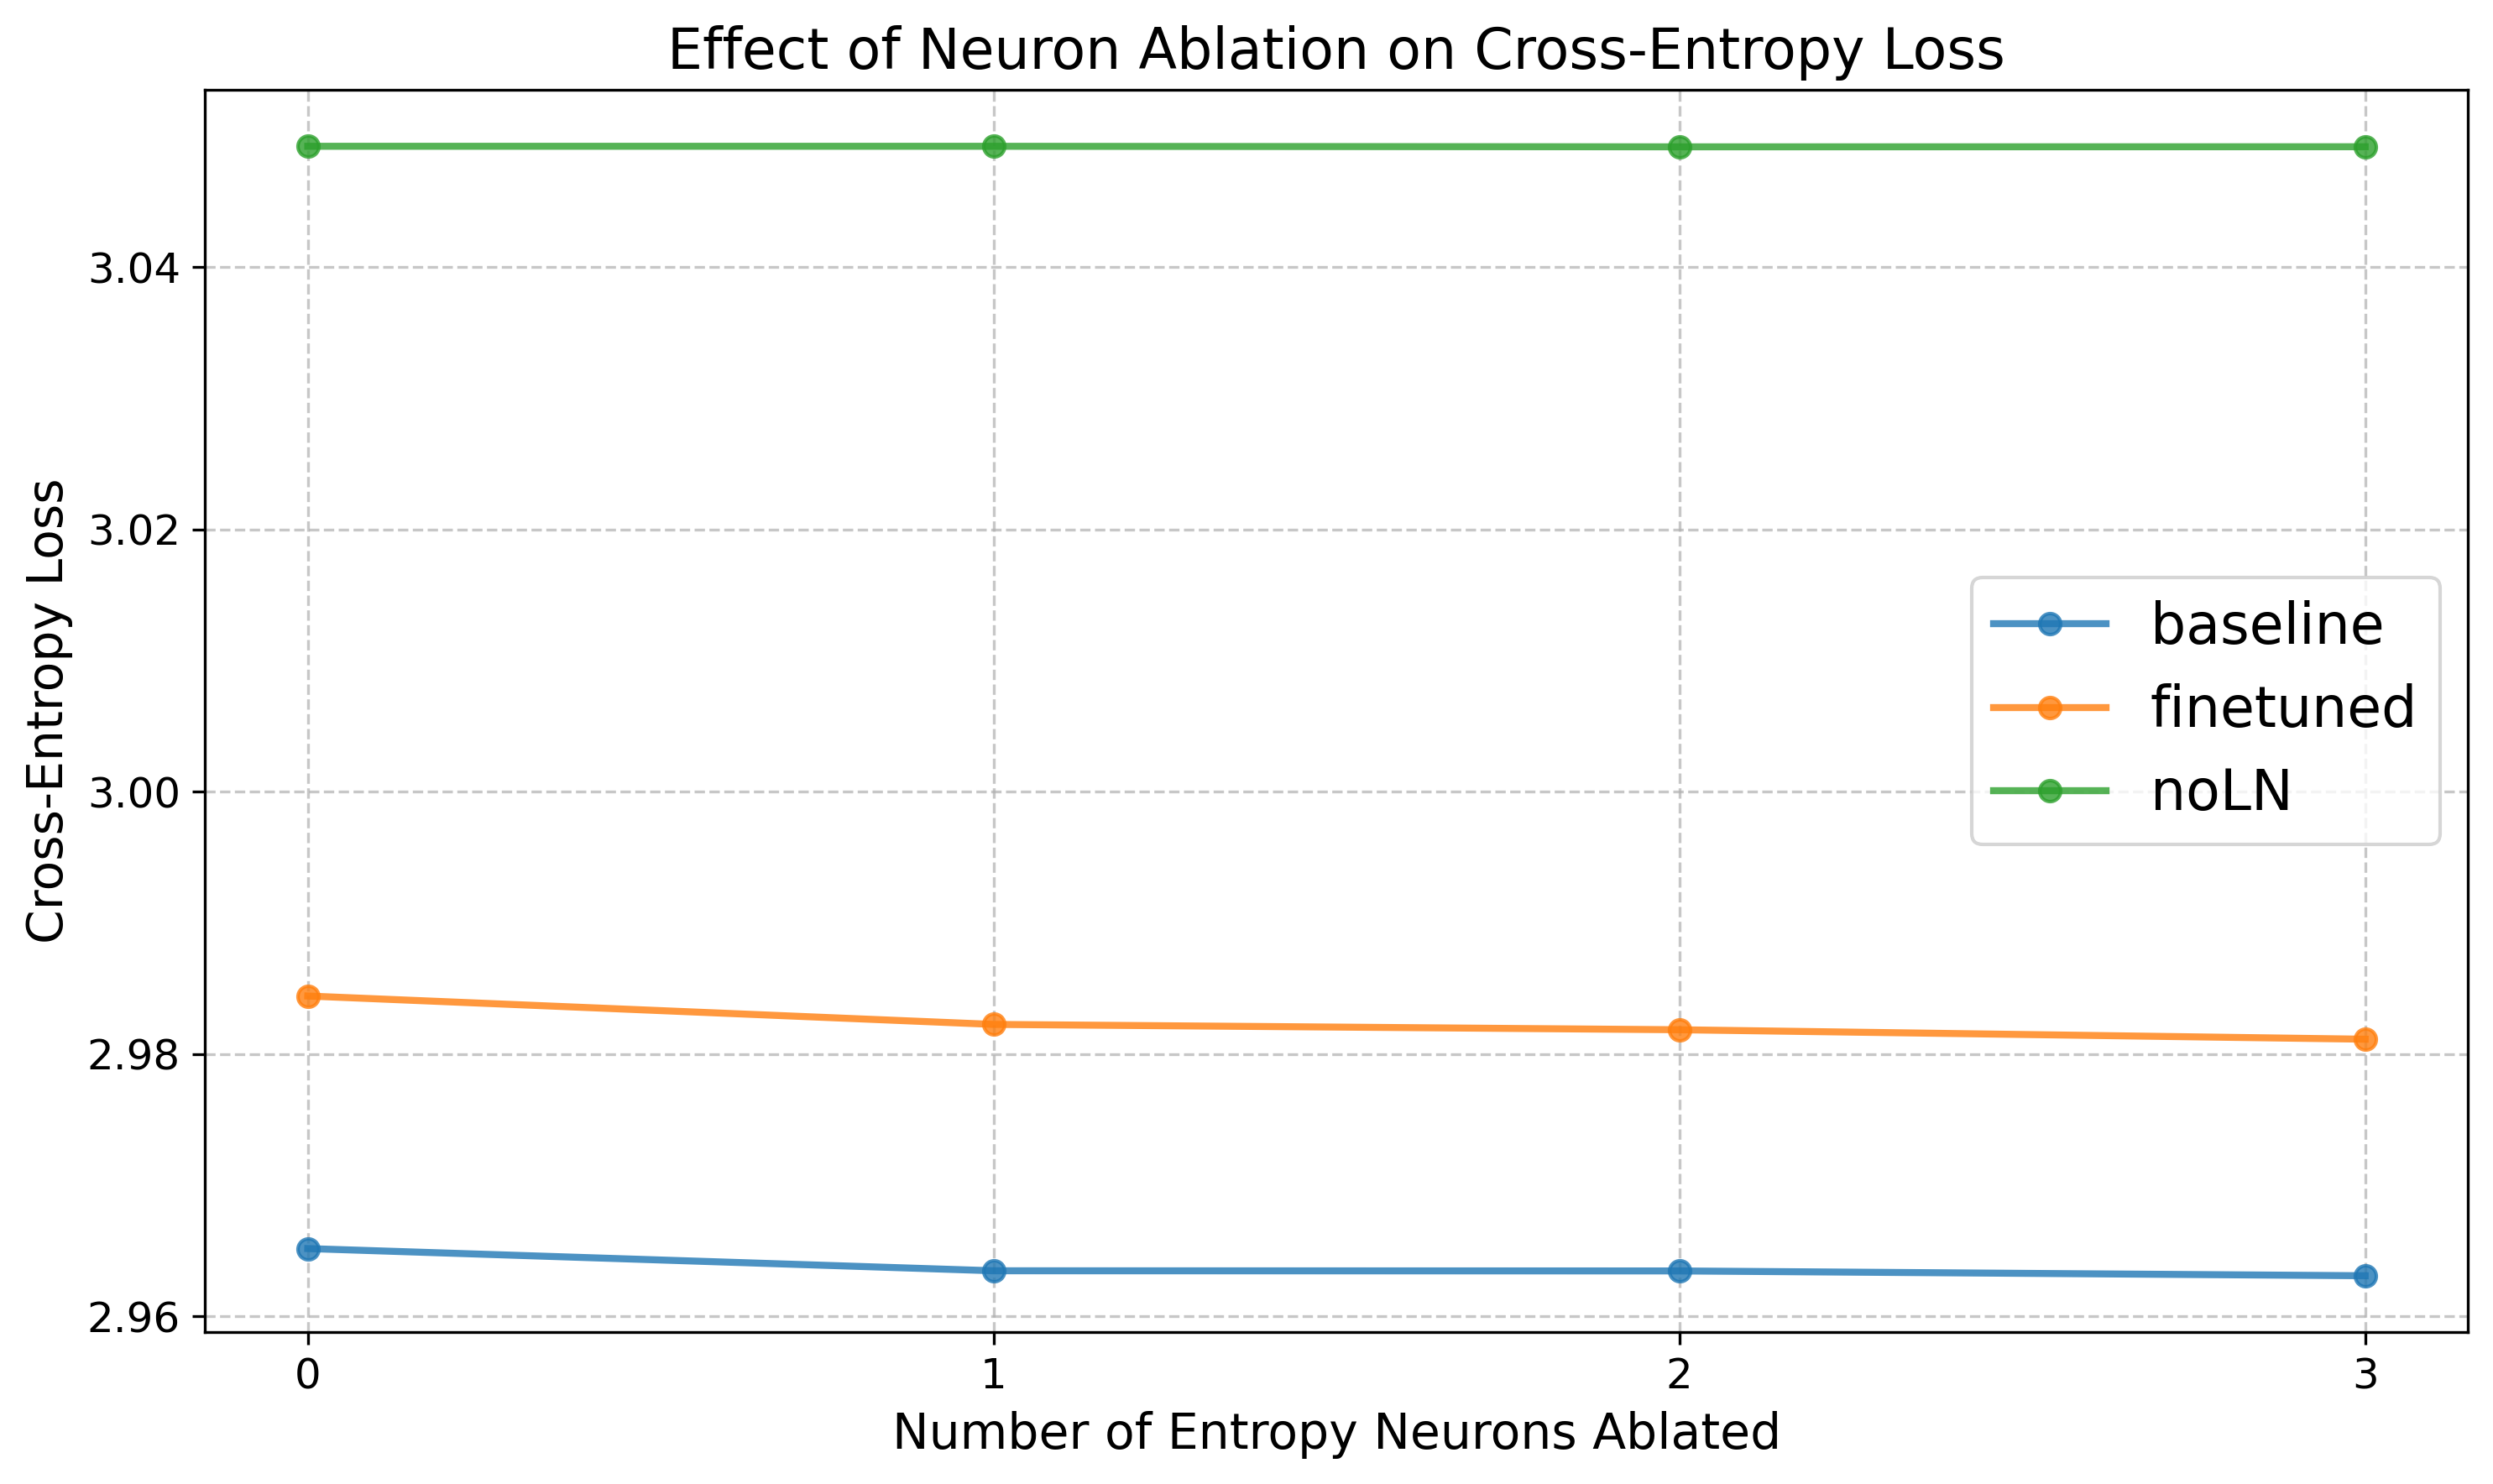 Effect of Neuron Ablation on Cross-Entropy Loss
Cross-Entropy Loss
3.04
3.02
3.00
2.98
2.96
baseline
finetuned
noLN
0 1 2 3
Number of Entropy Neurons Ablated